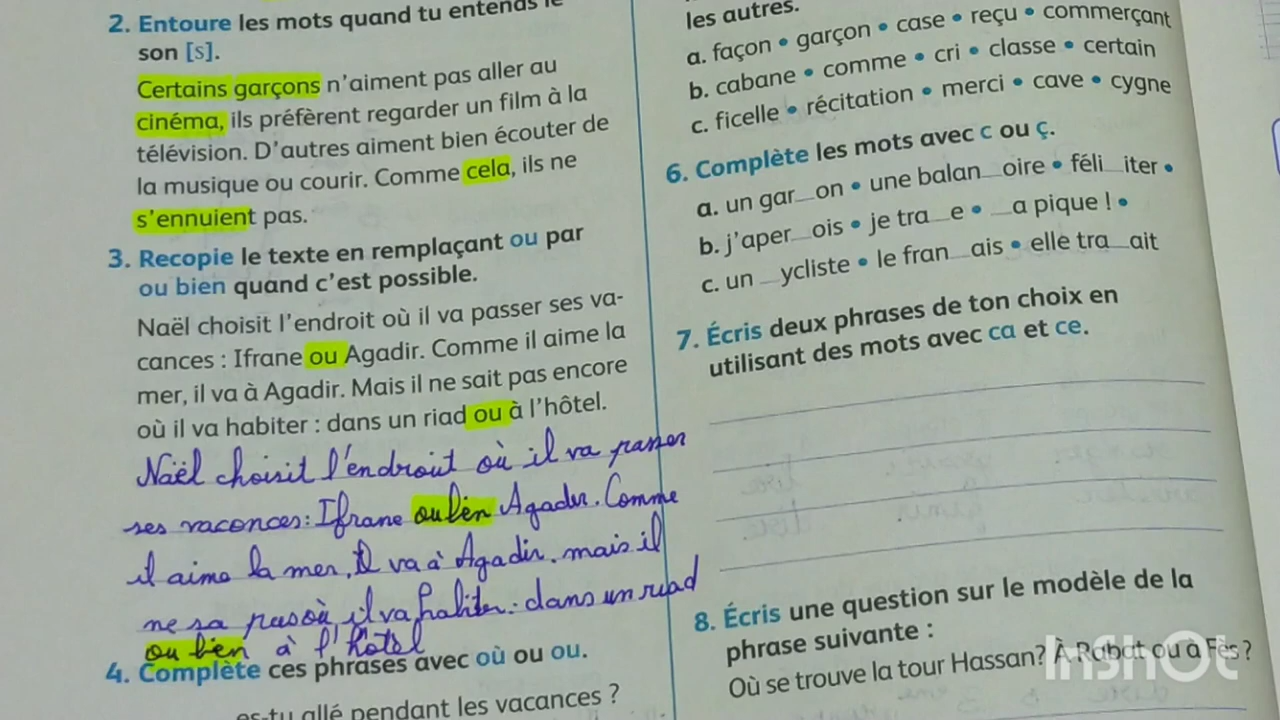 2. Entoure les mots quand tu entends le
son [s].
Certains garçons n'aiment pas aller au
cinéma, ils préfèrent regarder un film à la
télévision. D'autres aiment bien écouter de
la musique ou courir. Comme cela, ils ne
s'ennuient pas.
3. Recopie le texte en remplaçant ou par
ou bien quand c'est possible.
Naël choisit l'endroit où il va passer ses va-
cances : Ifrane ou Agadir. Comme il aime la
mer, il va à Agadir. Mais il ne sait pas encore
où il va habiter : dans un riad ou à l'hôtel.
Naël choisit l'endroit où il va passer
ses vaconces: Ifrane ou bien Agadir. Comme
il aime la mer, Il va à Agadir. mais il
ne sa pas où il va habiter: dans un riad
ou bien à l'hôtel
4. Complète ces phrases avec où ou ou.
es-tu allé pendant les vacances ?
les autres.
a. façon • garçon • case • reçu • commerçant
b. cabane • comme • cri • classe • certain
c. ficelle • récitation • merci • cave • cygne
6. Complète les mots avec c ou ç.
a. un gar__on • une balan__oire • féli__iter •
b. j'aper__ois • je tra__e • __a pique ! •
c. un __ycliste • le fran__ais • elle tra__ait
7. Écris deux phrases de ton choix en
utilisant des mots avec ca et ce.
8. Écris une question sur le modèle de la
phrase suivante :
Où se trouve la tour Hassan? À Rabat ou a Fès ?
InShOt